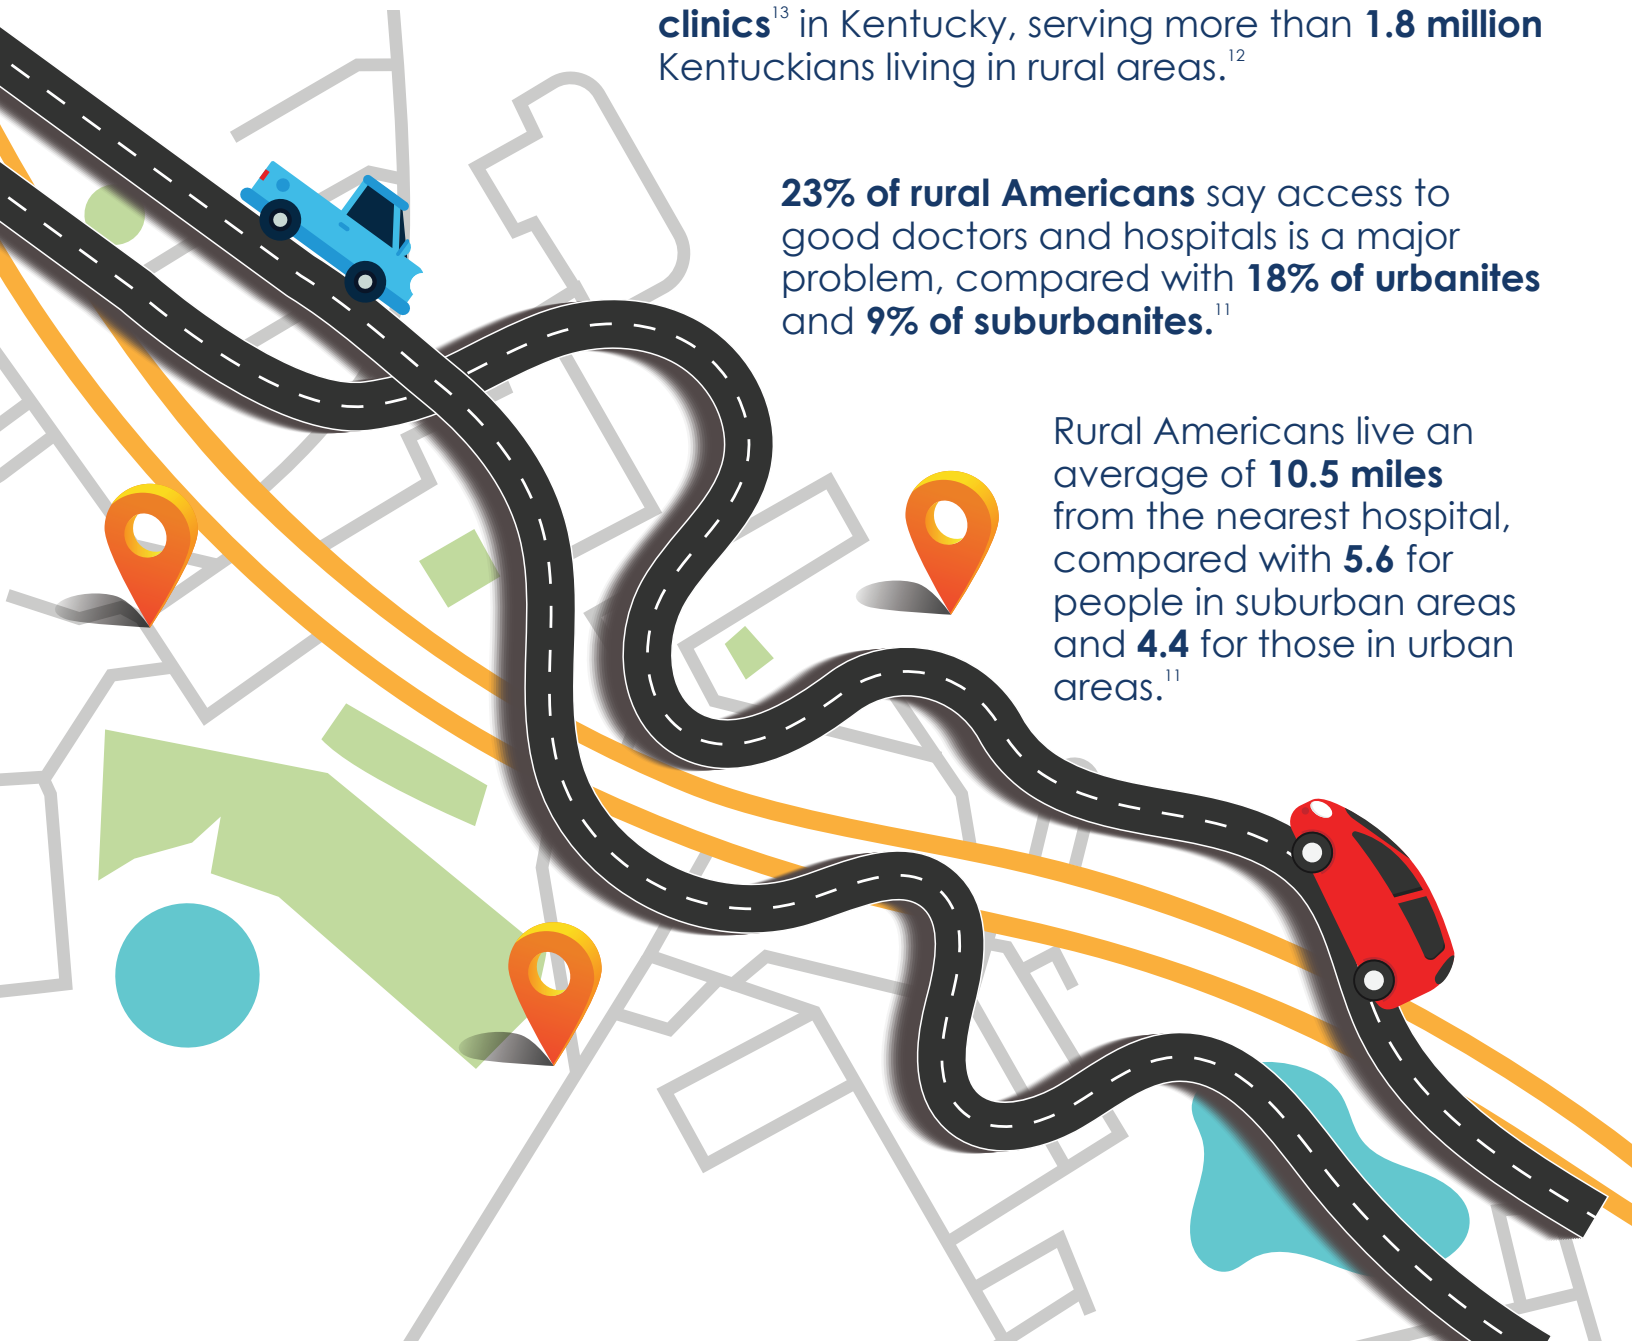 clinics¹³ in Kentucky, serving more than 1.8 million
Kentuckians living in rural areas.¹²
23% of rural Americans say access to
good doctors and hospitals is a major
problem, compared with 18% of urbanites
and 9% of suburbanites.¹¹
Rural Americans live an
average of 10.5 miles
from the nearest hospital,
compared with 5.6 for
people in suburban areas
and 4.4 for those in urban
areas.¹¹